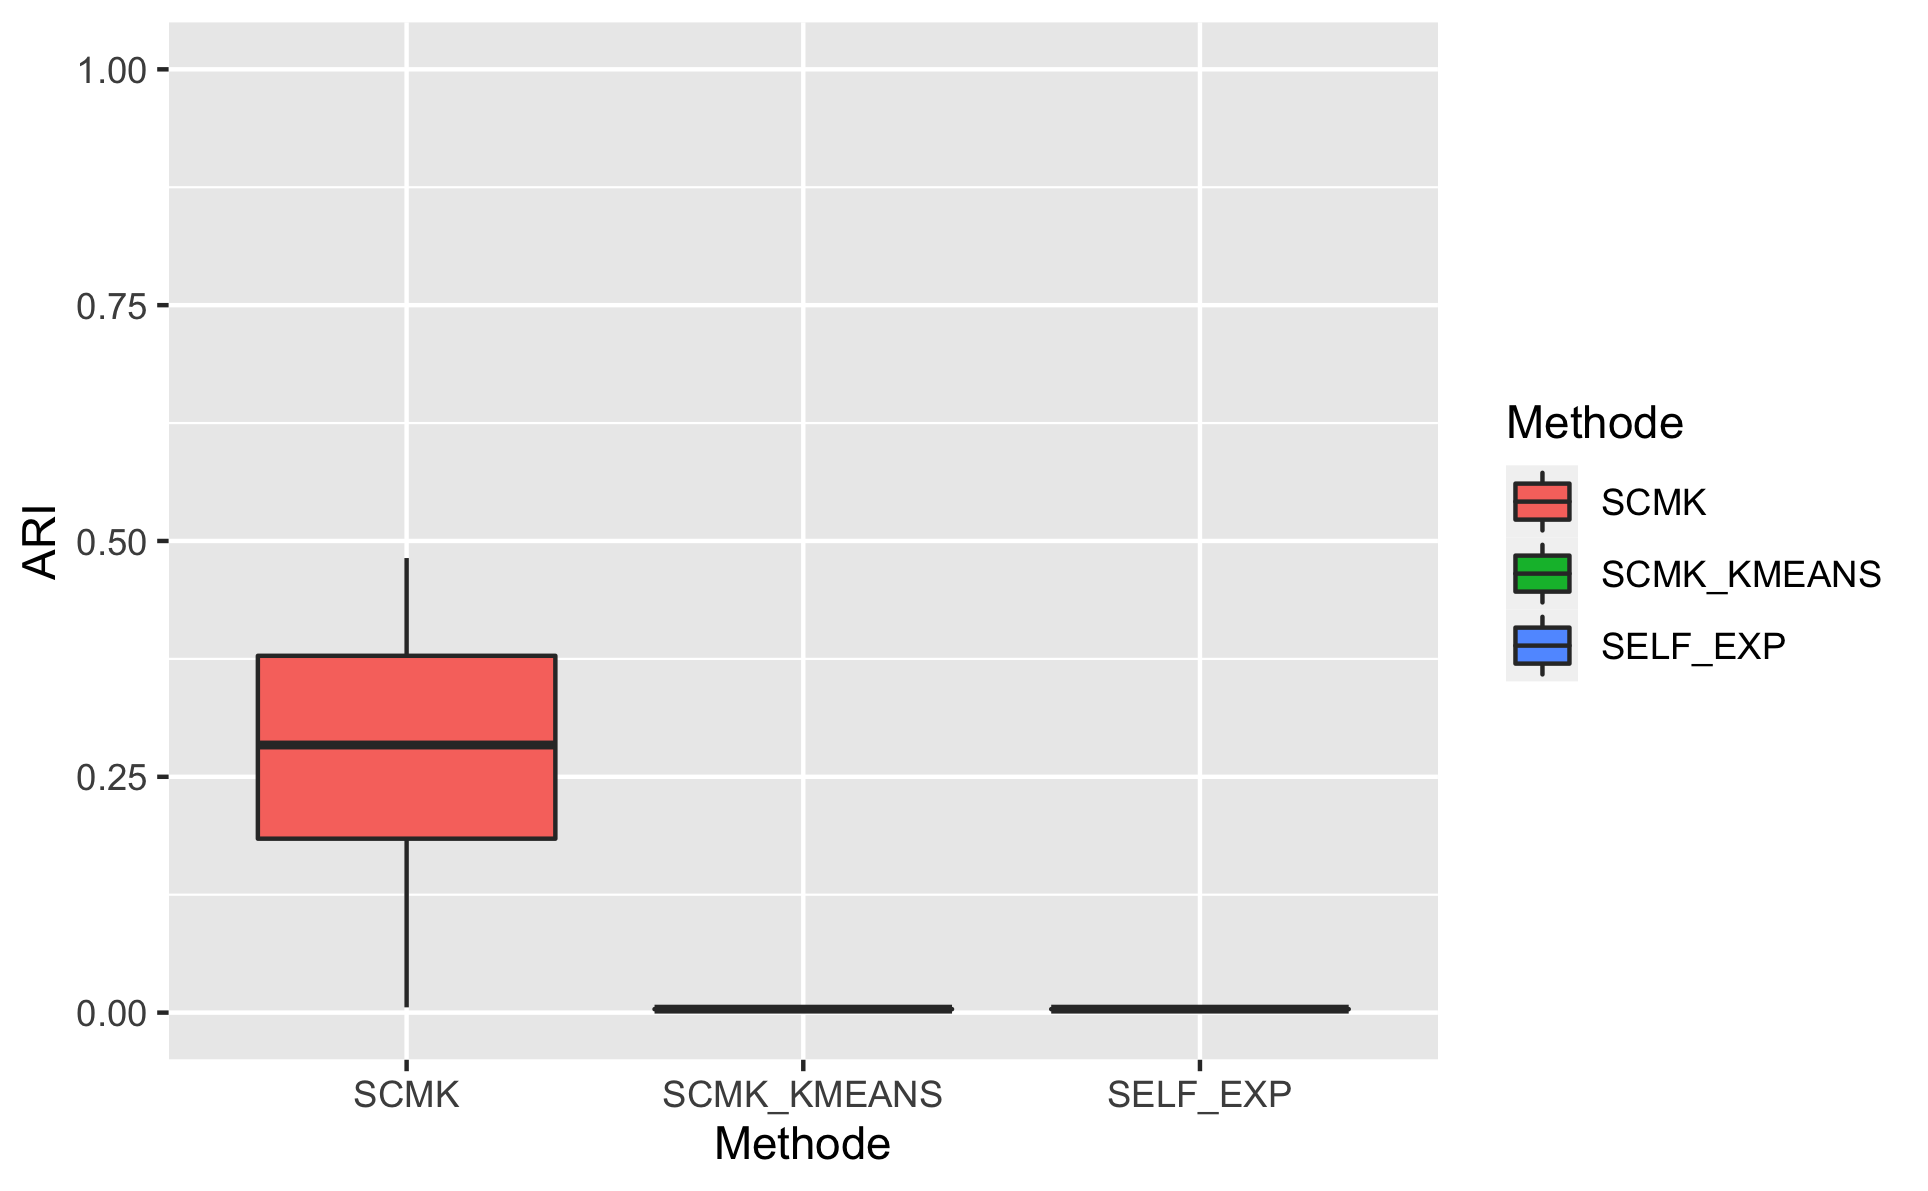 1.00
0.75
0.50
0.25
0.00
ARI
SCMK
SCMK_KMEANS
SELF_EXP
Methode
Methode
SCMK
SCMK_KMEANS
SELF_EXP